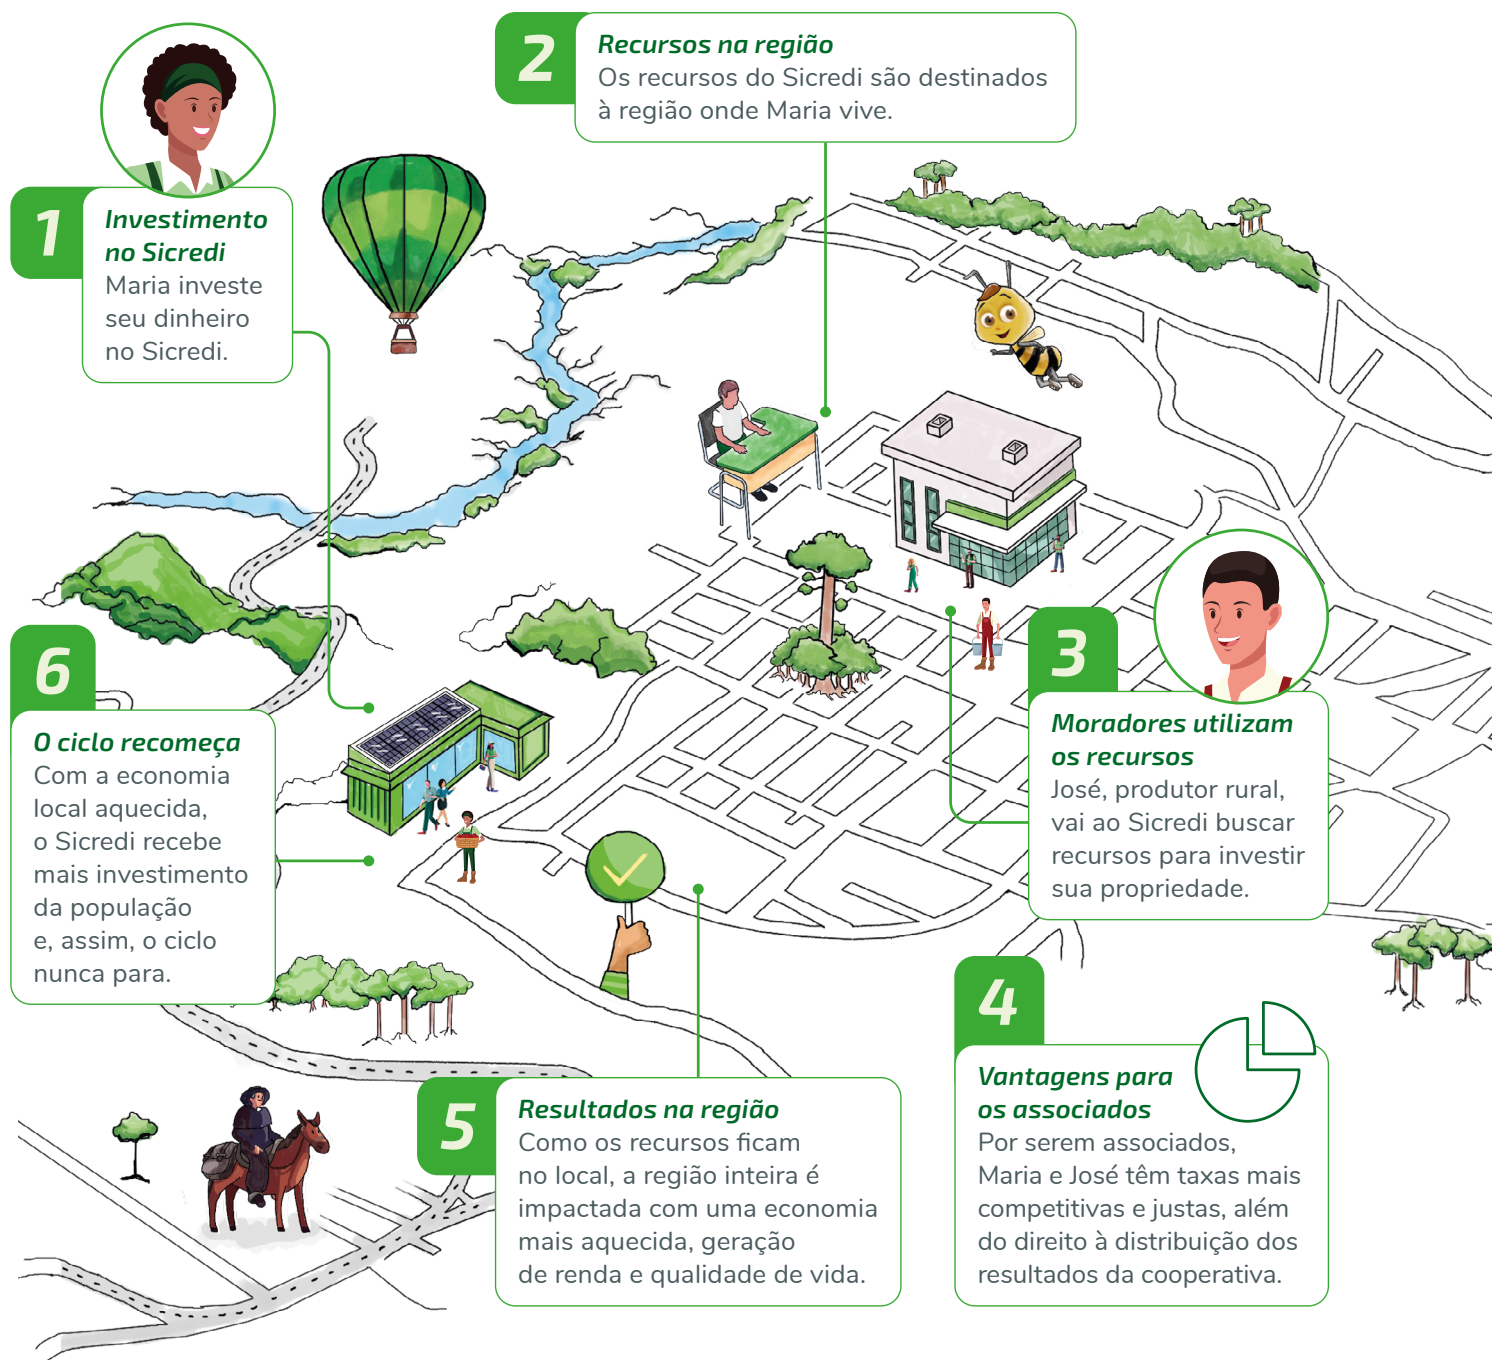 1
Investimento
no Sicredi
Maria investe
seu dinheiro
no Sicredi.
2
Recursos na região
Os recursos do Sicredi são destinados
à região onde Maria vive.
3
Moradores utilizam
os recursos
José, produtor rural,
vai ao Sicredi buscar
recursos para investir
sua propriedade.
4
Vantagens para
os associados
Por serem associados,
Maria e José têm taxas mais
competitivas e justas, além
do direito à distribuição dos
resultados da cooperativa.
5
Resultados na região
Como os recursos ficam
no local, a região inteira é
impactada com uma economia
mais aquecida, geração
de renda e qualidade de vida.
6
O ciclo recomeça
Com a economia
local aquecida,
o Sicredi recebe
mais investimento
da população
e, assim, o ciclo
nunca para.